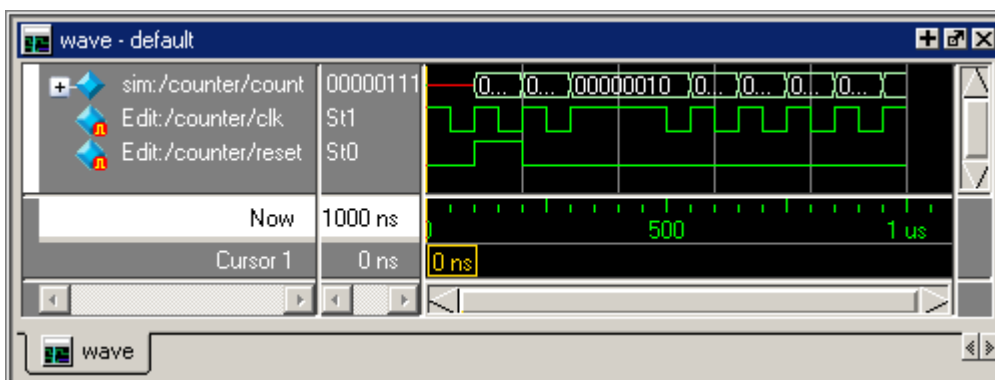 wave - default
sim:/counter/count 00000111 0... 0... 00000010 0... 0... 0... 0...
Edit:/counter/clk St1
Edit:/counter/reset St0
Now 1000 ns 500 1 us
Cursor 1 0 ns 0 ns
wave